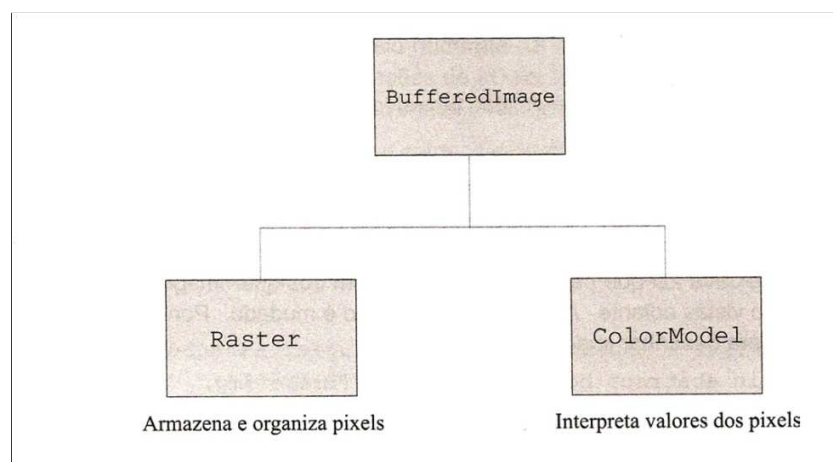 BufferedImage
Raster
ColorModel
Armazena e organiza pixels
Interpreta valores dos pixels